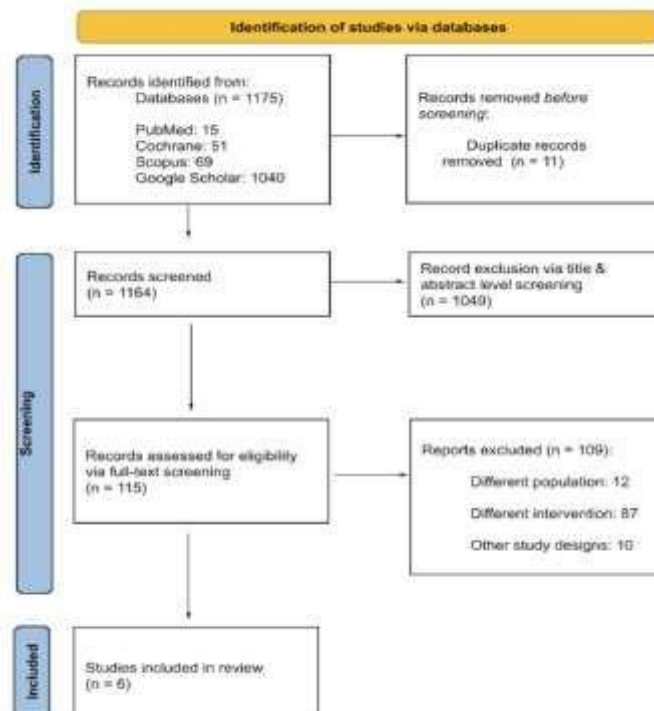 Identification of studies via databases
Identification
Records identified from:
Databases (n = 1175)
PubMed: 15
Cochrane: 51
Scopus: 69
Google Scholar: 1040
Records removed before
screening:
Duplicate records
removed (n = 11)
Screening
Records screened
(n = 1164)
Record exclusion via title &
abstract level screening
(n = 1049)
Records assessed for eligibility
via full-text screening
(n = 115)
Reports excluded (n = 109):
Different population: 12
Different intervention: 87
Other study designs: 10
Included
Studies included in review
(n = 6)